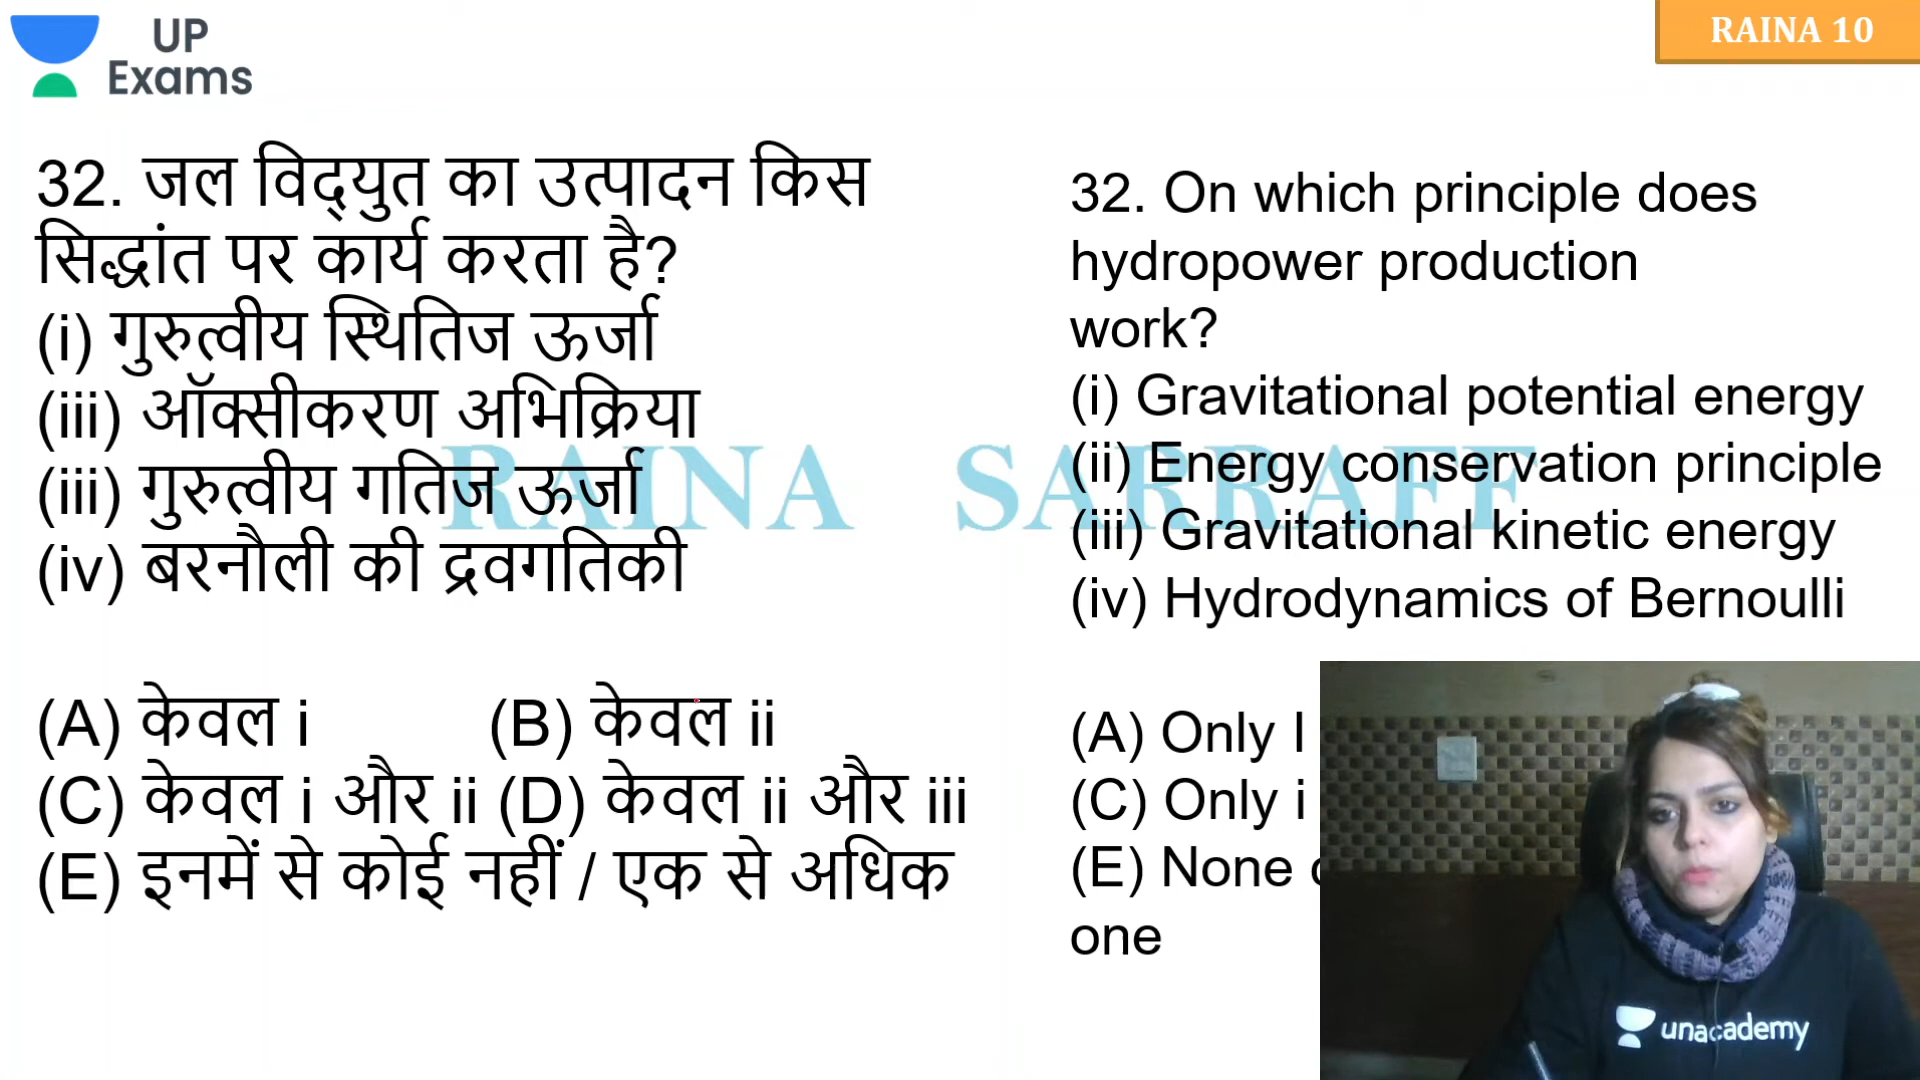 UP
Exams
RAINA 10
32. जल विद्युत का उत्पादन किस
सिद्धांत पर कार्य करता है?
(i) गुरुत्वीय स्थितिज ऊर्जा
(iii) ऑक्सीकरण अभिक्रिया
(iii) गुरुत्वीय गतिज ऊर्जा
(iv) बरनौली की द्रवगतिकी
(A) केवल i (B) केवल ii
(C) केवल i और ii (D) केवल ii और iii
(E) इनमें से कोई नहीं / एक से अधिक
RAINA SARRAFF
32. On which principle does
hydropower production
work?
(i) Gravitational potential energy
(ii) Energy conservation principle
(iii) Gravitational kinetic energy
(iv) Hydrodynamics of Bernoulli
(A) Only I
(C) Only i
(E) None
one
unacademy